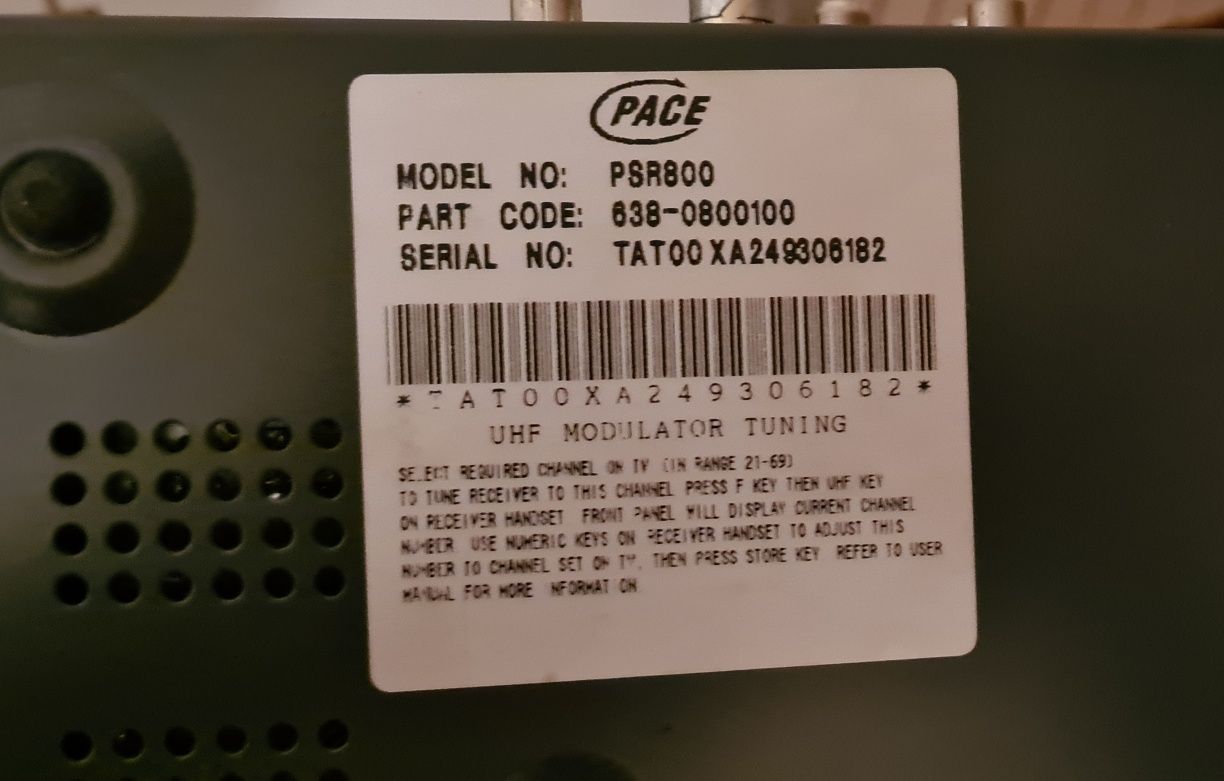 PACE
MODEL NO: PSR800
PART CODE: 638-0800100
SERIAL NO: TAT00XA249306182
*TAT00XA249306182*
UHF MODULATOR TUNING
SELECT REQUIRED CHANNEL ON TV (IN RANGE 21-69)
TO TUNE RECEIVER TO THIS CHANNEL PRESS F KEY THEN UHF KEY
ON RECEIVER HANDSET FRONT PANEL WILL DISPLAY CURRENT CHANNEL
NUMBER USE NUMERIC KEYS ON RECEIVER HANDSET TO ADJUST THIS
NUMBER TO CHANNEL SET ON TV, THEN PRESS STORE KEY REFER TO USER
MANUAL FOR MORE INFORMATION